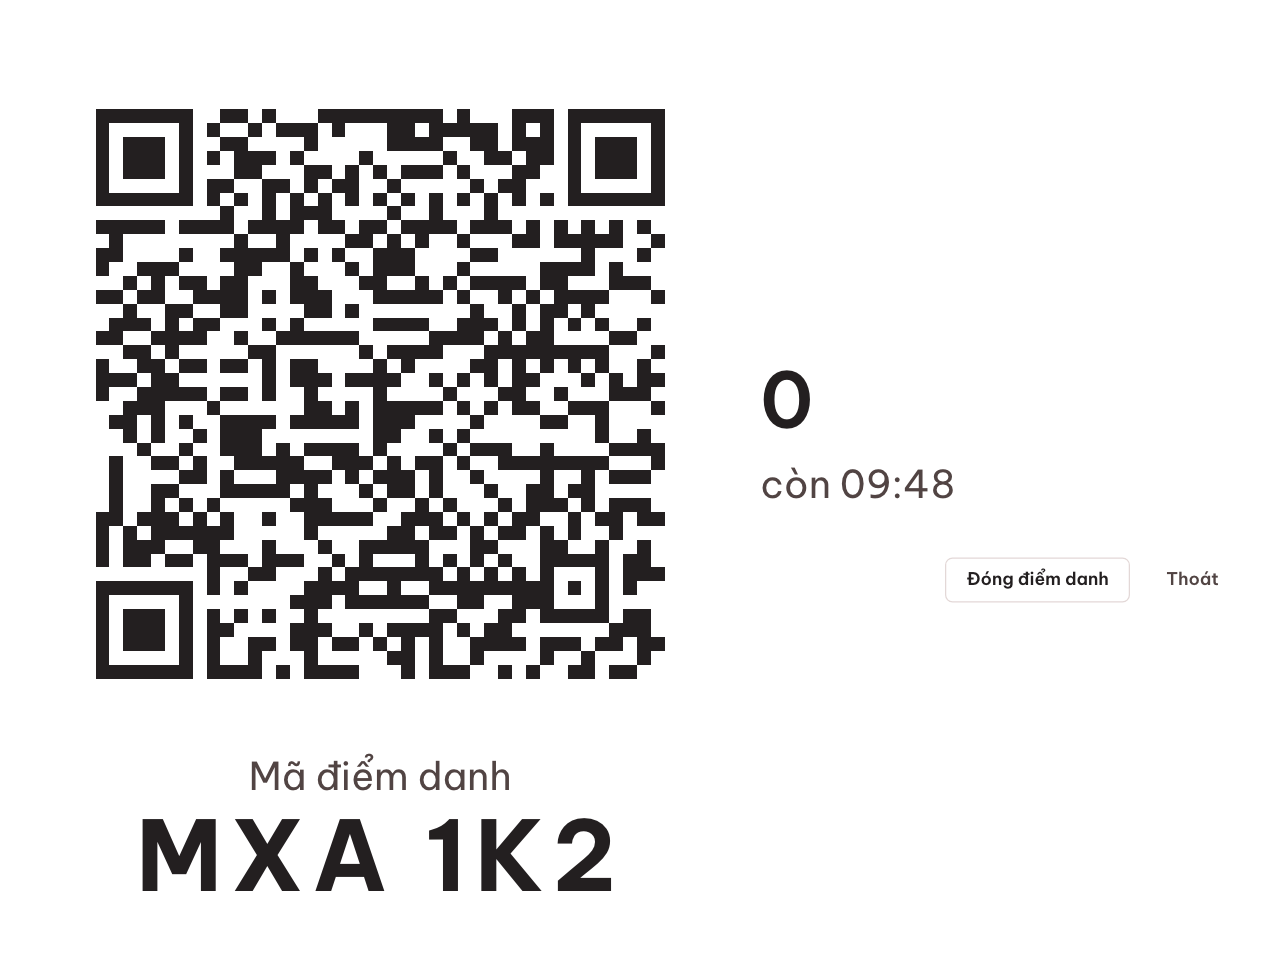 0
còn 09:48
Đóng điểm danh
Thoát
Mã điểm danh
MXA 1K2